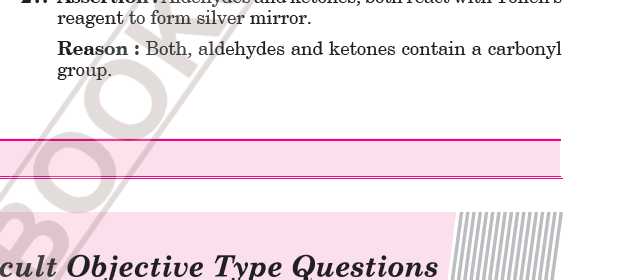 Assertion : Aldehydes and ketones, both react with Tollen's
reagent to form silver mirror.
Reason : Both, aldehydes and ketones contain a carbonyl
group.
BOOK
cult Objective Type Questions